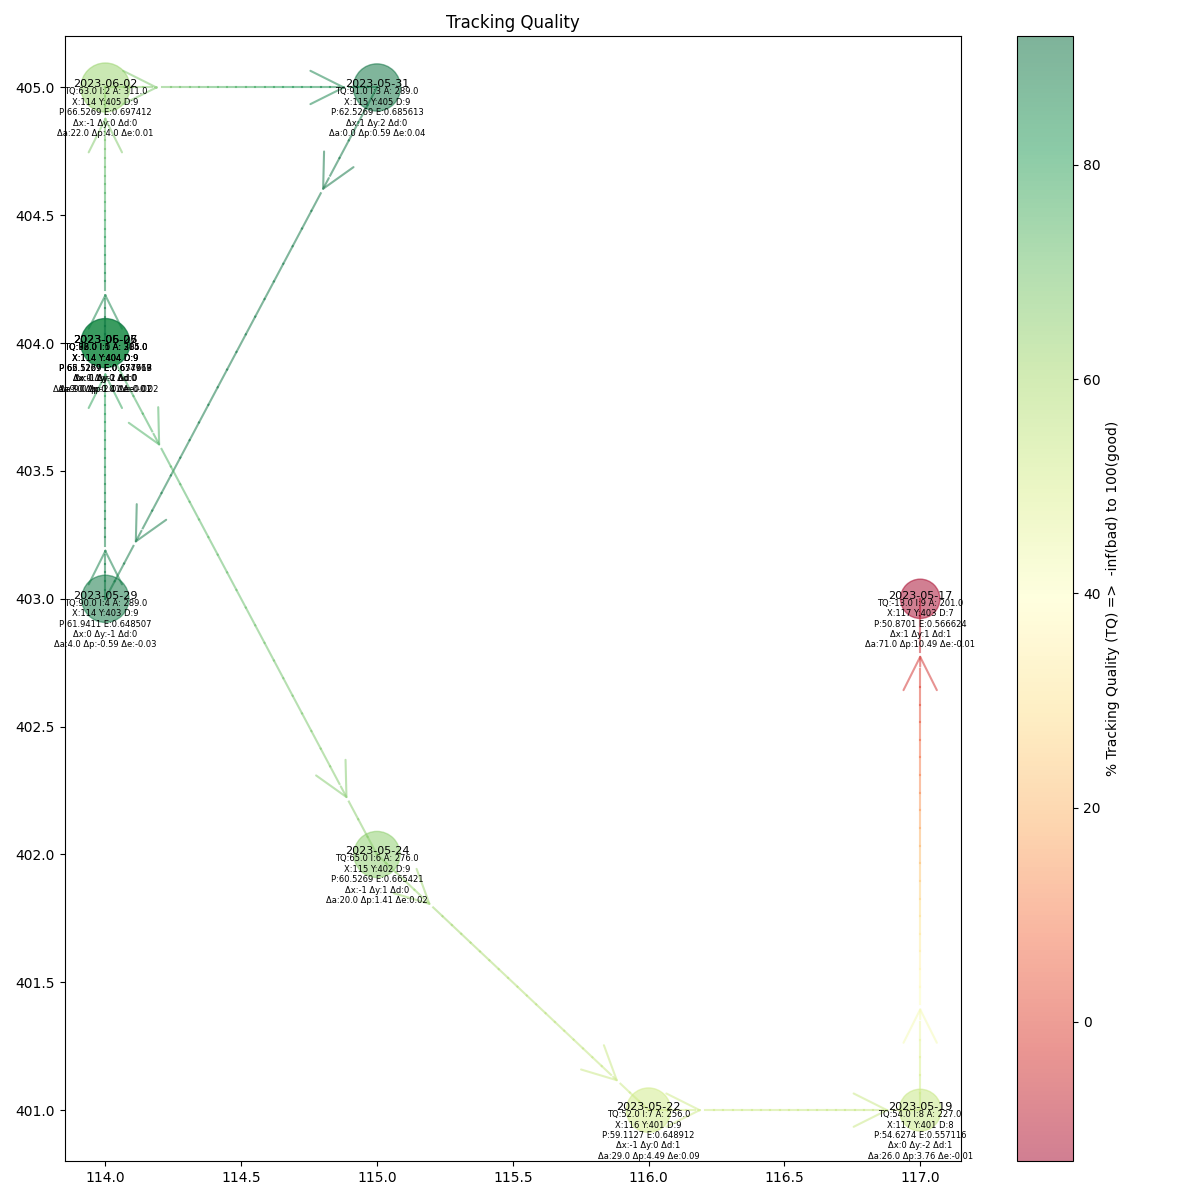 Tracking Quality
405.0
404.5
404.0
403.5
403.0
402.5
402.0
401.5
401.0
114.0
114.5
115.0
115.5
116.0
116.5
117.0
2023-06-02
TQ:63.0 I:2 A: 311.0
X:114 Y:405 D:9
P:66.5269 E:0.697412
Δx:-1 Δy:0 Δd:0
Δa:22.0 Δp:4.0 Δe:0.01
2023-05-31
TQ:91.0 I:3 A: 289.0
X:115 Y:405 D:9
P:62.5269 E:0.685613
Δx:1 Δy:2 Δd:0
Δa:0.0 Δp:0.59 Δe:0.04
X:114 Y:404 D:9
2023-05-29
TQ:90.0 I:4 A: 289.0
X:114 Y:403 D:9
P:61.9411 E:0.648507
Δx:0 Δy:-1 Δd:0
Δa:4.0 Δp:-0.59 Δe:-0.03
2023-05-17
I:9 A: 201.0
X:117 Y:403 D:7
P:50.8701 E:0.566624
Δx:1 Δy:1 Δd:1
Δa:71.0 Δp:10.49 Δe:-0.01
2023-05-24
TQ:65.0 I:6 A: 276.0
X:115 Y:402 D:9
P:60.5269 E:0.665421
Δx:-1 Δy:1 Δd:0
Δa:20.0 Δp:1.41 Δe:0.02
2023-05-22
TQ:52.0 I:7 A: 256.0
X:116 Y:401 D:9
P:59.1127 E:0.648912
Δx:-1 Δy:0 Δd:1
Δa:29.0 Δp:4.49 Δe:0.09
2023-05-19
TQ:54.0 I:8 A: 227.0
X:117 Y:401 D:8
P:54.6274 E:0.557116
Δx:0 Δy:-2 Δd:1
Δa:26.0 Δp:3.76 Δe:-0.01
80
60
40
20
0
% Tracking Quality (TQ) => -inf(bad) to 100(good)